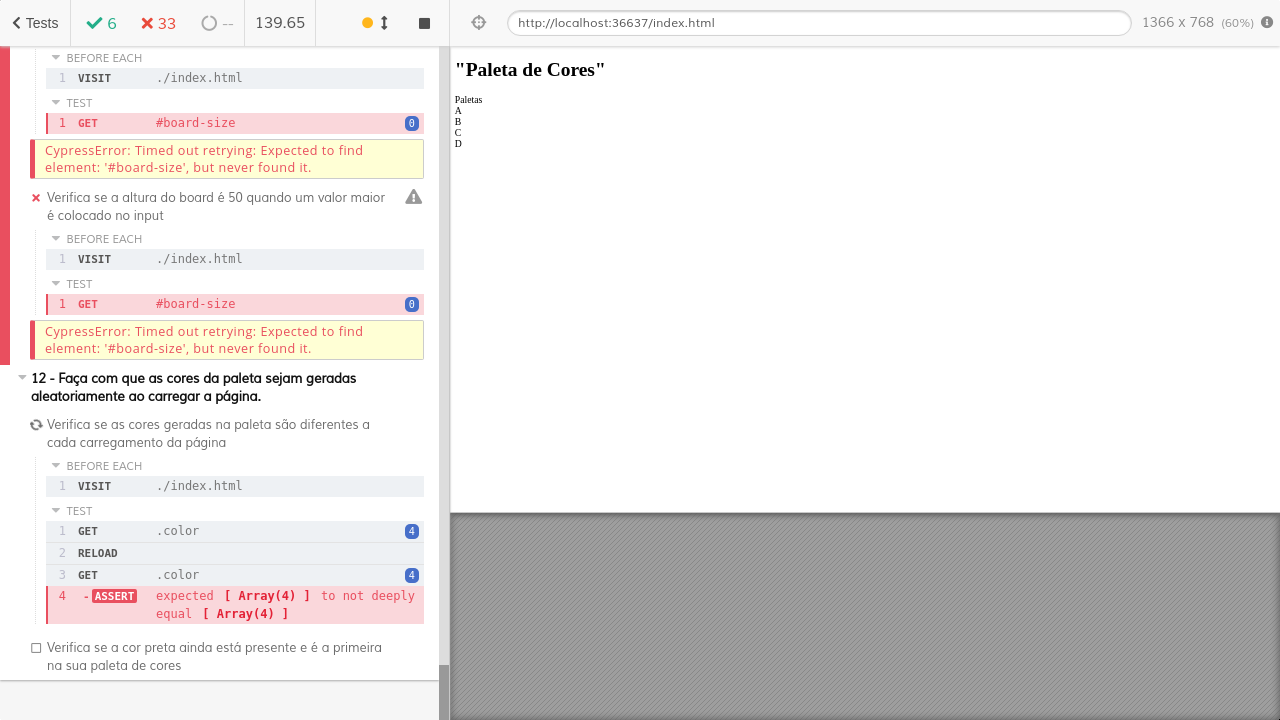 Tests 6 33 -- 139.65
BEFORE EACH
1 VISIT ./index.html
TEST
1 GET #board-size 0
CypressError: Timed out retrying: Expected to find
element: '#board-size', but never found it.
Verifica se a altura do board é 50 quando um valor maior
é colocado no input
BEFORE EACH
1 VISIT ./index.html
TEST
1 GET #board-size 0
CypressError: Timed out retrying: Expected to find
element: '#board-size', but never found it.
12 - Faça com que as cores da paleta sejam geradas
aleatoriamente ao carregar a página.
Verifica se as cores geradas na paleta são diferentes a
cada carregamento da página
BEFORE EACH
1 VISIT ./index.html
TEST
1 GET .color 4
2 RELOAD
3 GET .color 4
4 -ASSERT expected [ Array(4) ] to not deeply
equal [ Array(4) ]
Verifica se a cor preta ainda está presente e é a primeira
na sua paleta de cores
http://localhost:36637/index.html 1366 x 768 (60%)
"Paleta de Cores"
Paletas
A
B
C
D